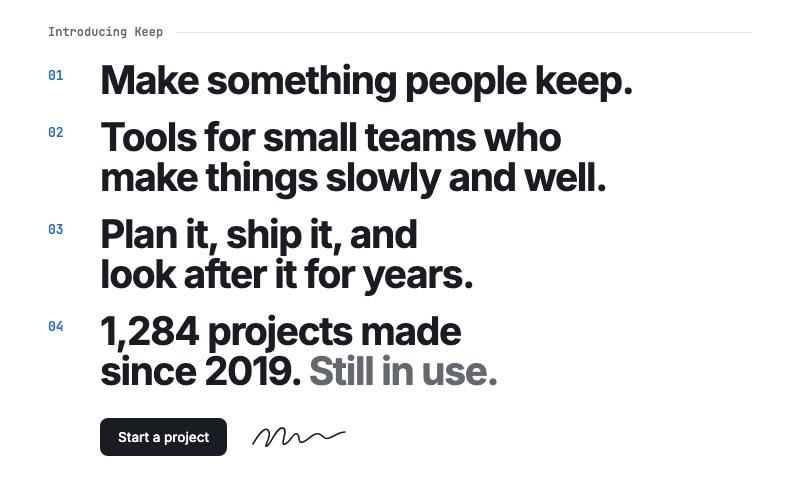 Introducing Keep
01 Make something people keep.
02 Tools for small teams who
make things slowly and well.
03 Plan it, ship it, and
look after it for years.
04 1,284 projects made
since 2019. Still in use.
Start a project